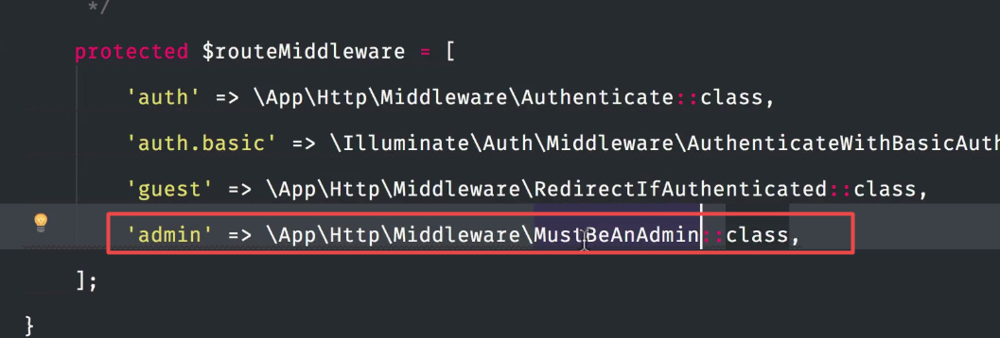 */
protected $routeMiddleware = [
'auth' => \App\Http\Middleware\Authenticate::class,
'auth.basic' => \Illuminate\Auth\Middleware\AuthenticateWithBasicAuth
'guest' => \App\Http\Middleware\RedirectIfAuthenticated::class,
'admin' => \App\Http\Middleware\MustBeAnAdmin::class,
];
}